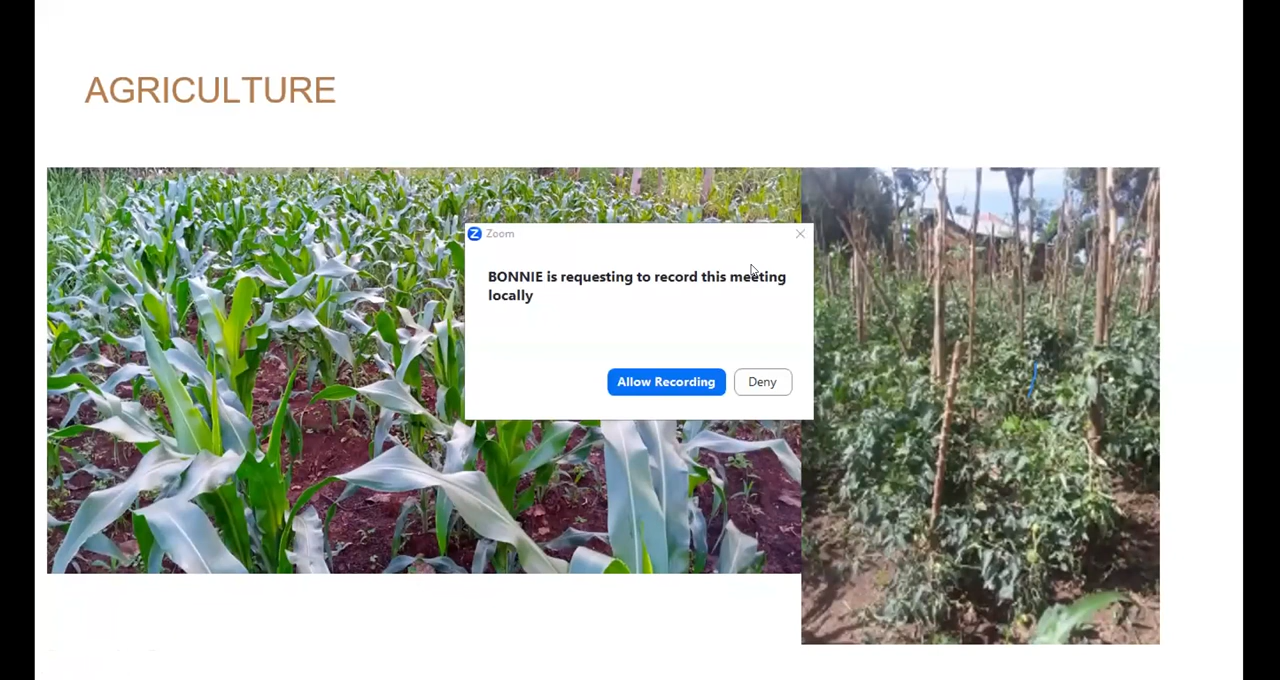 AGRICULTURE
Zoom
BONNIE is requesting to record this meeting
locally
Allow Recording
Deny